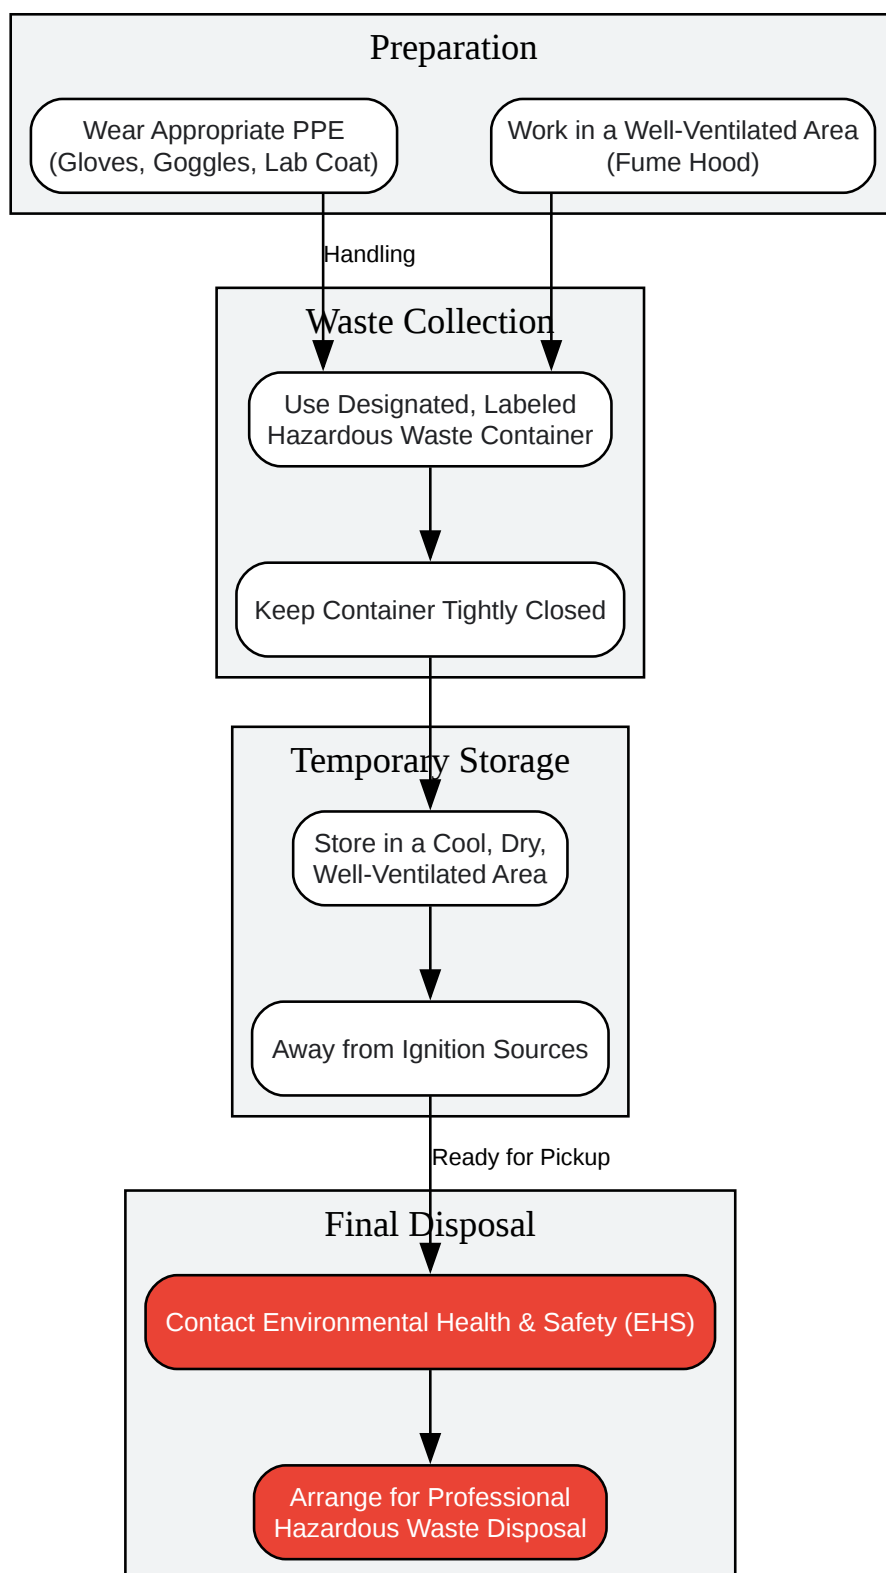 Preparation
Wear Appropriate PPE
(Gloves, Goggles, Lab Coat)
Work in a Well-Ventilated Area
(Fume Hood)
Handling
Waste Collection
Use Designated, Labeled
Hazardous Waste Container
Keep Container Tightly Closed
Temporary Storage
Store in a Cool, Dry,
Well-Ventilated Area
Away from Ignition Sources
Ready for Pickup
Final Disposal
Contact Environmental Health & Safety (EHS)
Arrange for Professional
Hazardous Waste Disposal